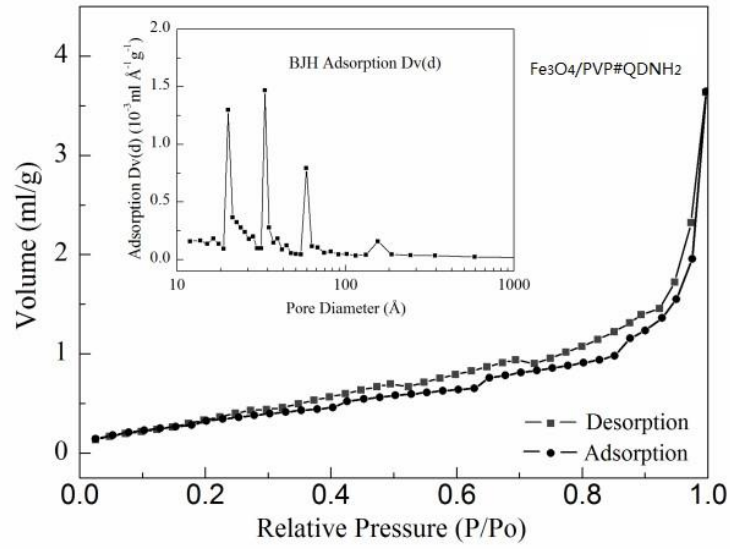 BJH Adsorption Dv(d)
Fe3O4/PVP#QDNH2
Adsorption Dv(d) (10⁻³ ml Å⁻¹g⁻¹)
2.0
1.5
1.0
0.5
0.0
10
100
1000
Pore Diameter (Å)
Volume (ml/g)
4
3
2
1
0
Desorption
Adsorption
0.0
0.2
0.4
0.6
0.8
1.0
Relative Pressure (P/Po)